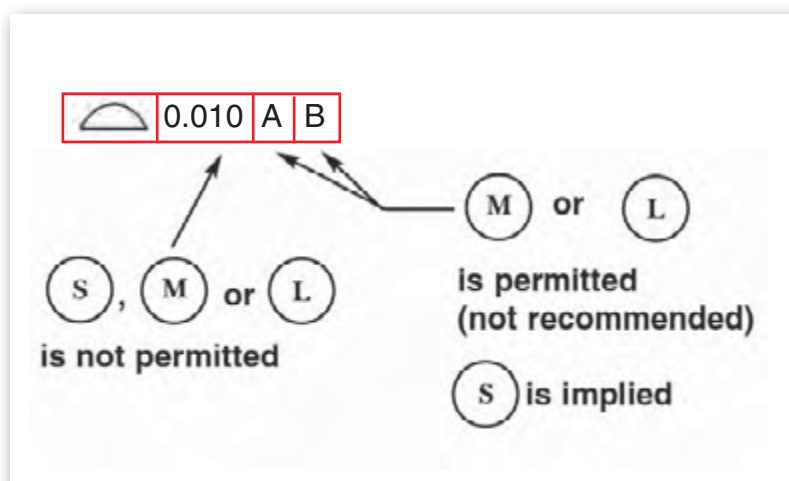 0.010 A B
M or L
S, M or L
is permitted
(not recommended)
is not permitted
S is implied